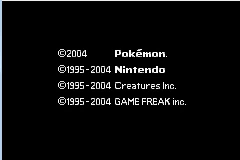 ©2004 Pokémon.
©1995-2004 Nintendo
©1995-2004 Creatures Inc.
©1995-2004 GAME FREAK inc.